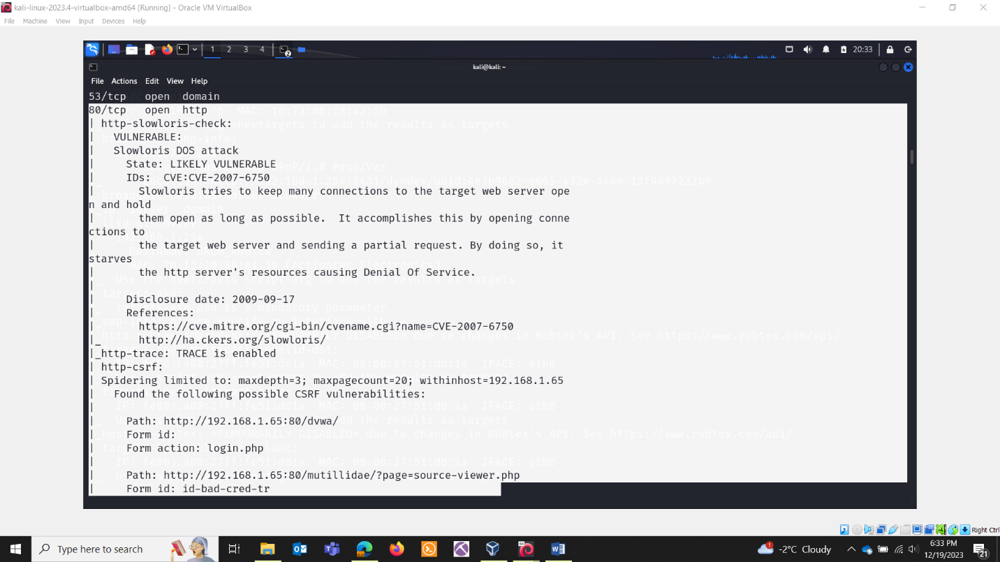 kali-linux-2023.4-virtualbox-amd64 [Running] - Oracle VM VirtualBox
File Machine View Input Devices Help
1 2 3 4 2 20:33
kali@kali: ~
File Actions Edit View Help
53/tcp   open  domain
80/tcp   open  http
| http-slowloris-check:
|   VULNERABLE:
|   Slowloris DOS attack
|     State: LIKELY VULNERABLE
|     IDs:  CVE:CVE-2007-6750
|       Slowloris tries to keep many connections to the target web server ope
n and hold
|       them open as long as possible.  It accomplishes this by opening conne
ctions to
|       the target web server and sending a partial request. By doing so, it
starves
|       the http server's resources causing Denial Of Service.
|
|     Disclosure date: 2009-09-17
|     References:
|       https://cve.mitre.org/cgi-bin/cvename.cgi?name=CVE-2007-6750
|_      http://ha.ckers.org/slowloris/
|_http-trace: TRACE is enabled
| http-csrf:
| Spidering limited to: maxdepth=3; maxpagecount=20; withinhost=192.168.1.65
|   Found the following possible CSRF vulnerabilities:
|
|     Path: http://192.168.1.65:80/dvwa/
|     Form id:
|     Form action: login.php
|
|     Path: http://192.168.1.65:80/mutillidae/?page=source-viewer.php
|     Form id: id-bad-cred-tr
Right Ctrl
Type here to search
1 -2°C Cloudy
6:33 PM
12/19/2023
21